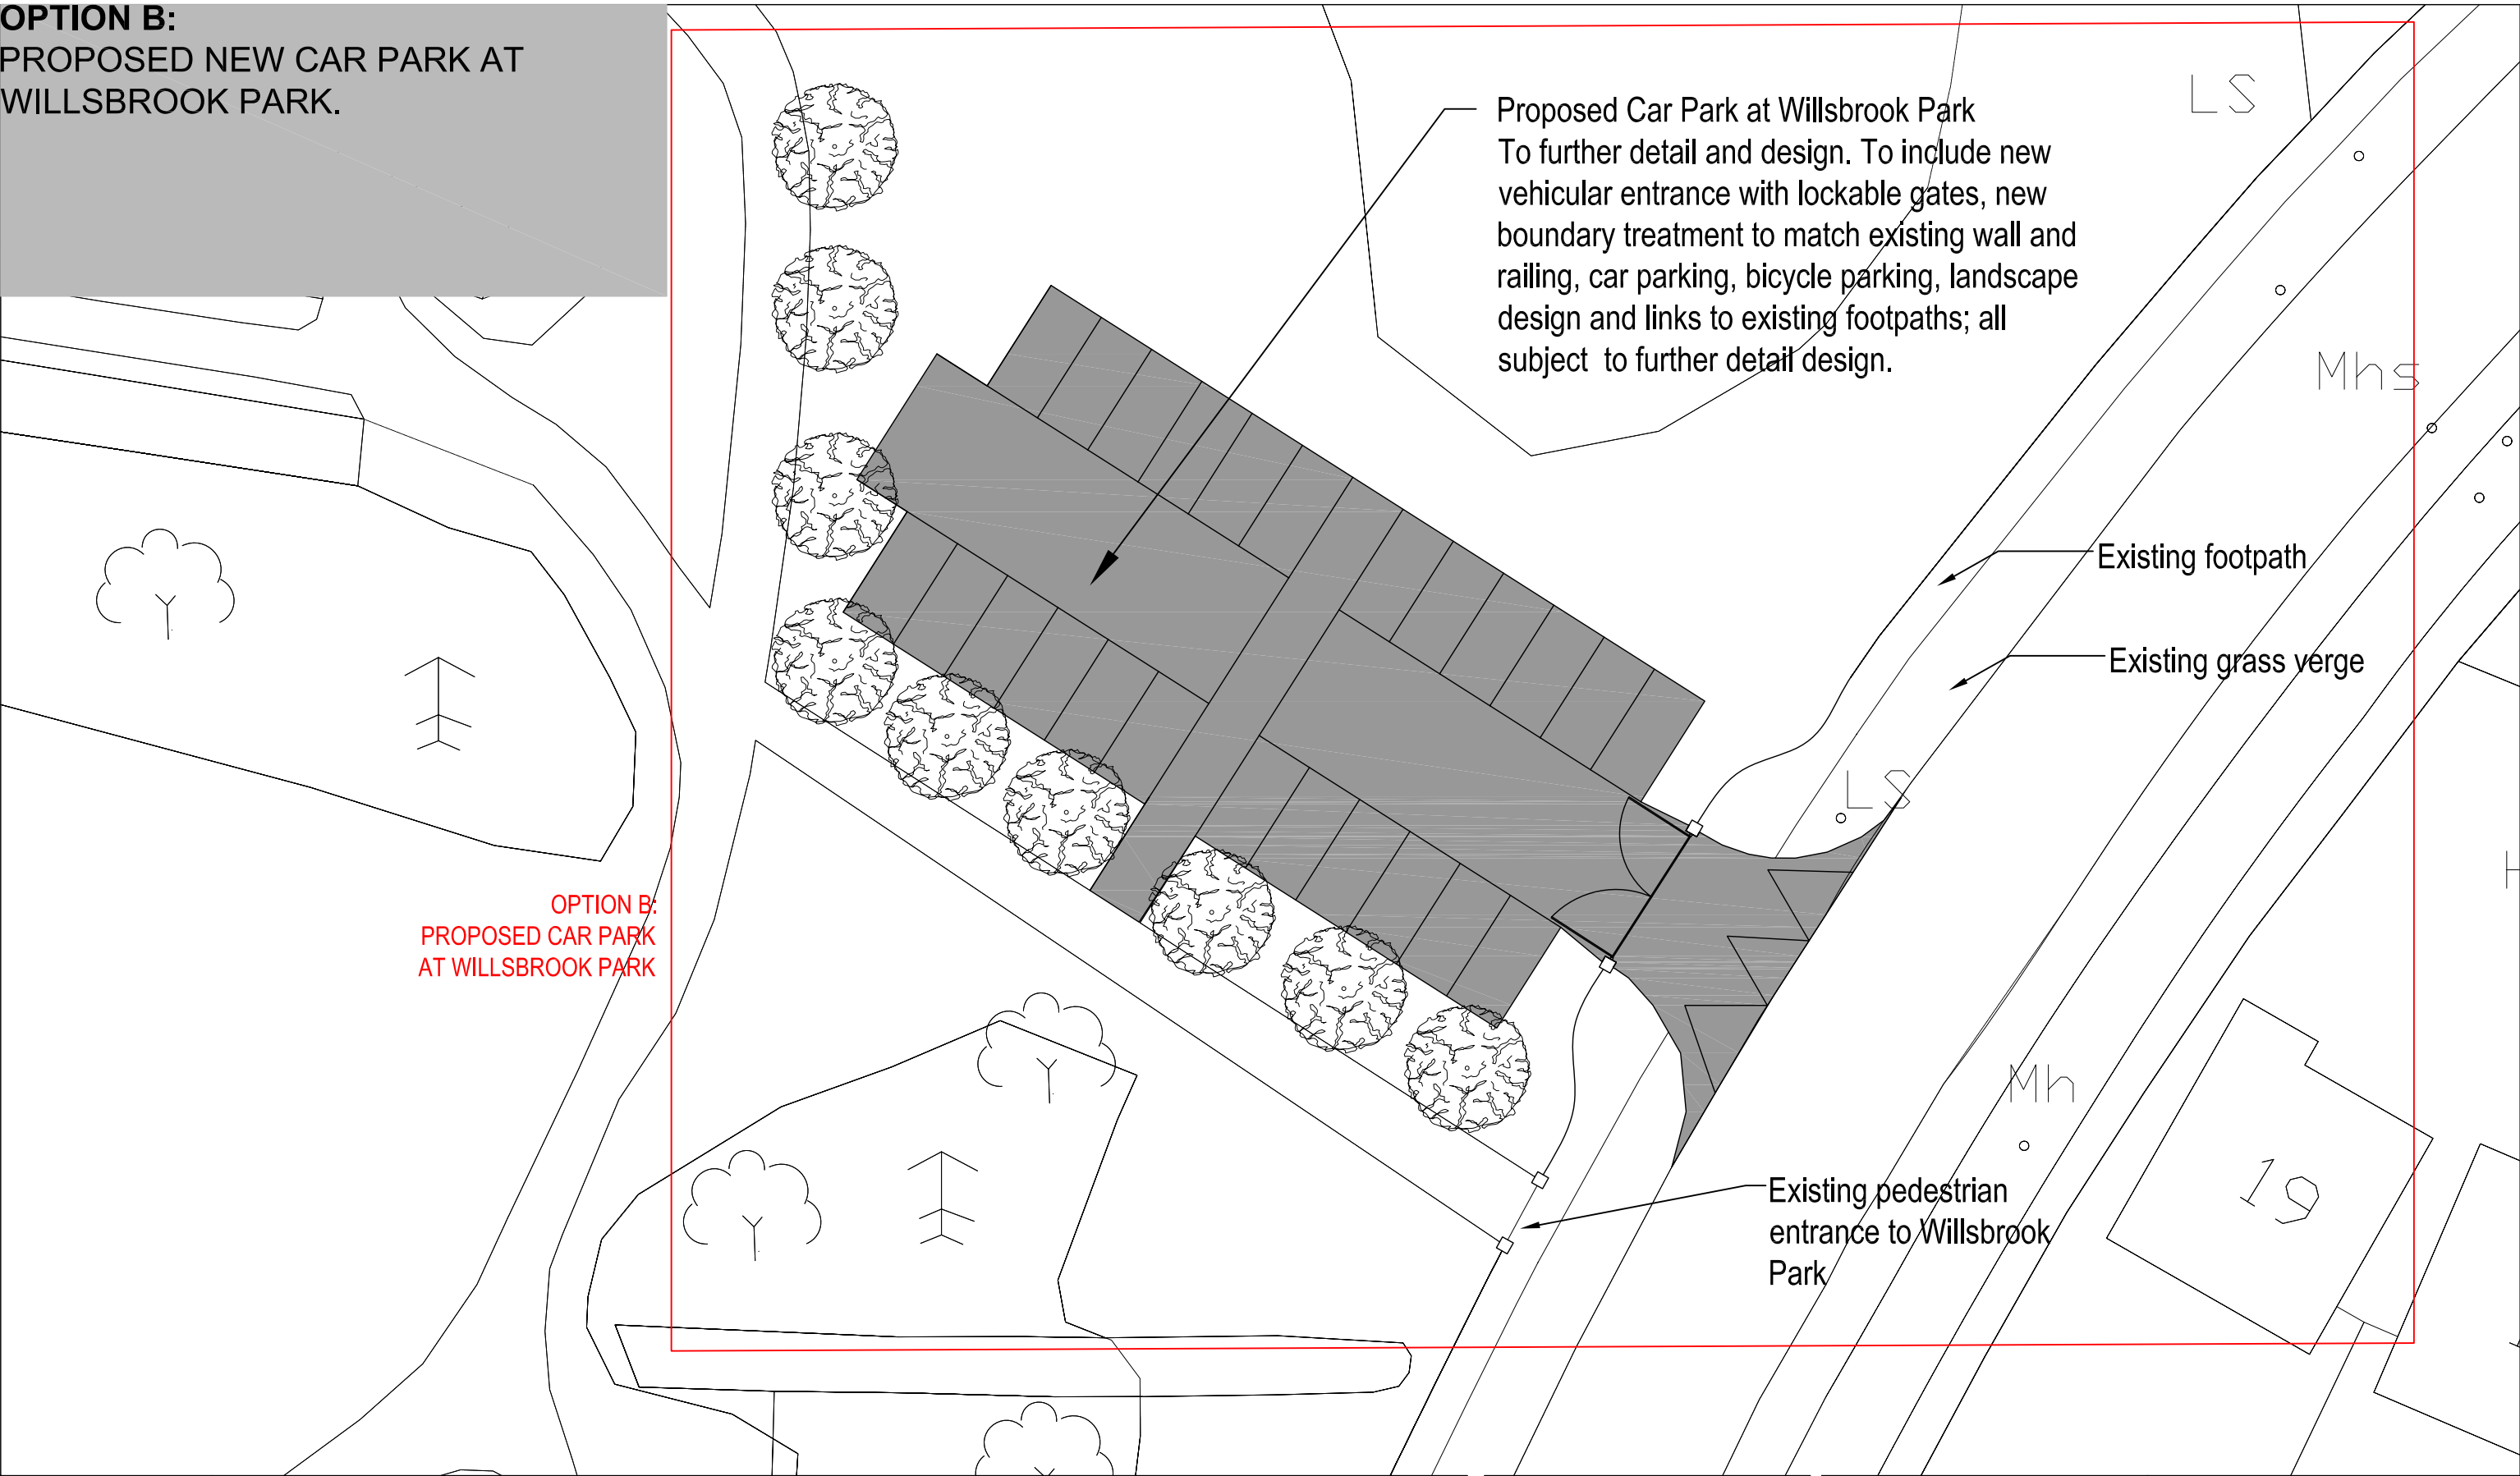 OPTION B:
PROPOSED NEW CAR PARK AT
WILLSBROOK PARK.
LS
Proposed Car Park at Willsbrook Park
To further detail and design. To include new
vehicular entrance with lockable gates, new
boundary treatment to match existing wall and
railing, car parking, bicycle parking, landscape
design and links to existing footpaths; all
subject to further detail design.
Mhs
Existing footpath
Existing grass verge
LS
OPTION B:
PROPOSED CAR PARK
AT WILLSBROOK PARK
Mh
19
Existing pedestrian
entrance to Willsbrook
Park